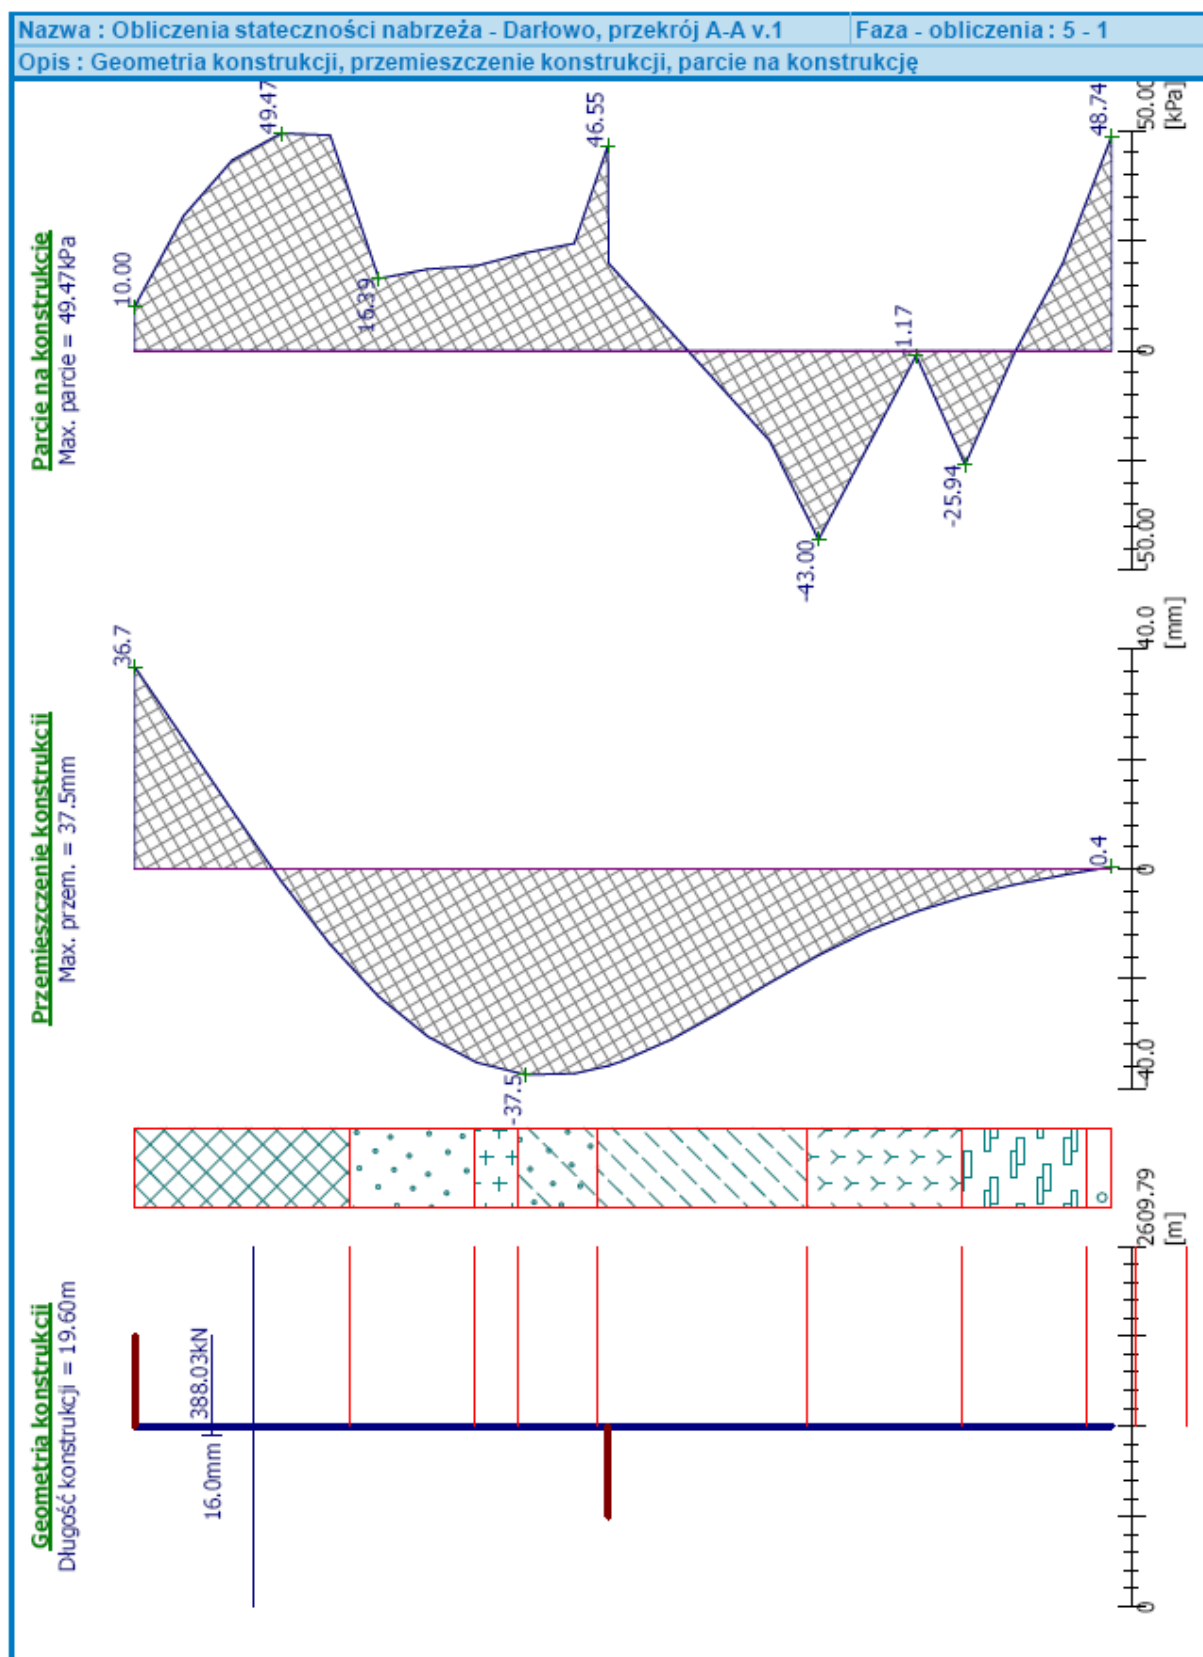 Nazwa : Obliczenia stateczności nabrzeża - Darłowo, przekrój A-A v.1 Faza - obliczenia : 5 - 1
Opis : Geometria konstrukcji, przemieszczenie konstrukcji, parcie na konstrukcję
Geometria konstrukcji
Długość konstrukcji = 19.60m
388.03kN
16.0mm
0
2609.79
[m]
Przemieszczenie konstrukcji
Max. przem. = 37.5mm
36.7
-37.5
0.4
-40.0
0
40.0
[mm]
Parcie na konstrukcję
Max. parcie = 49.47kPa
10.00
49.47
16.39
46.55
-43.00
1.17
-25.94
48.74
-50.00
0
50.00
[kPa]